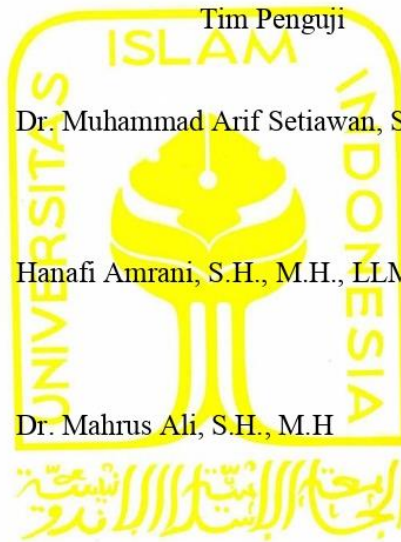 Tim Penguji
ISLAM
UNIVERSITAS
INDONESIA
Dr. Muhammad Arif Setiawan, S
Hanafi Amrani, S.H., M.H., LLM
Dr. Mahrus Ali, S.H., M.H